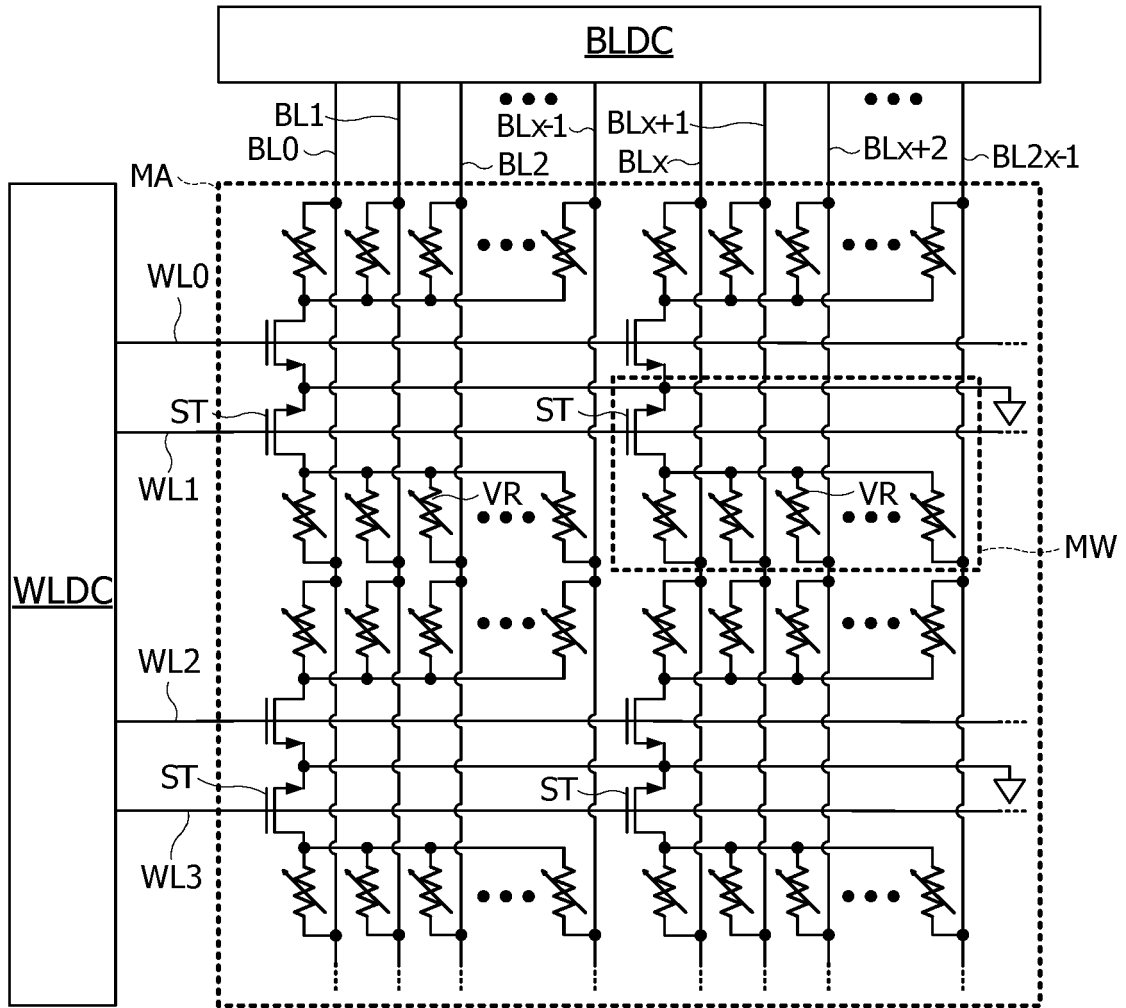 BLDC
BL1
BLx-1
BLx+1
BL0
BL2
BLx
BLx+2
BL2x-1
MA
WL0
ST
ST
WL1
VR
VR
MW
WLDC
WL2
ST
ST
WL3